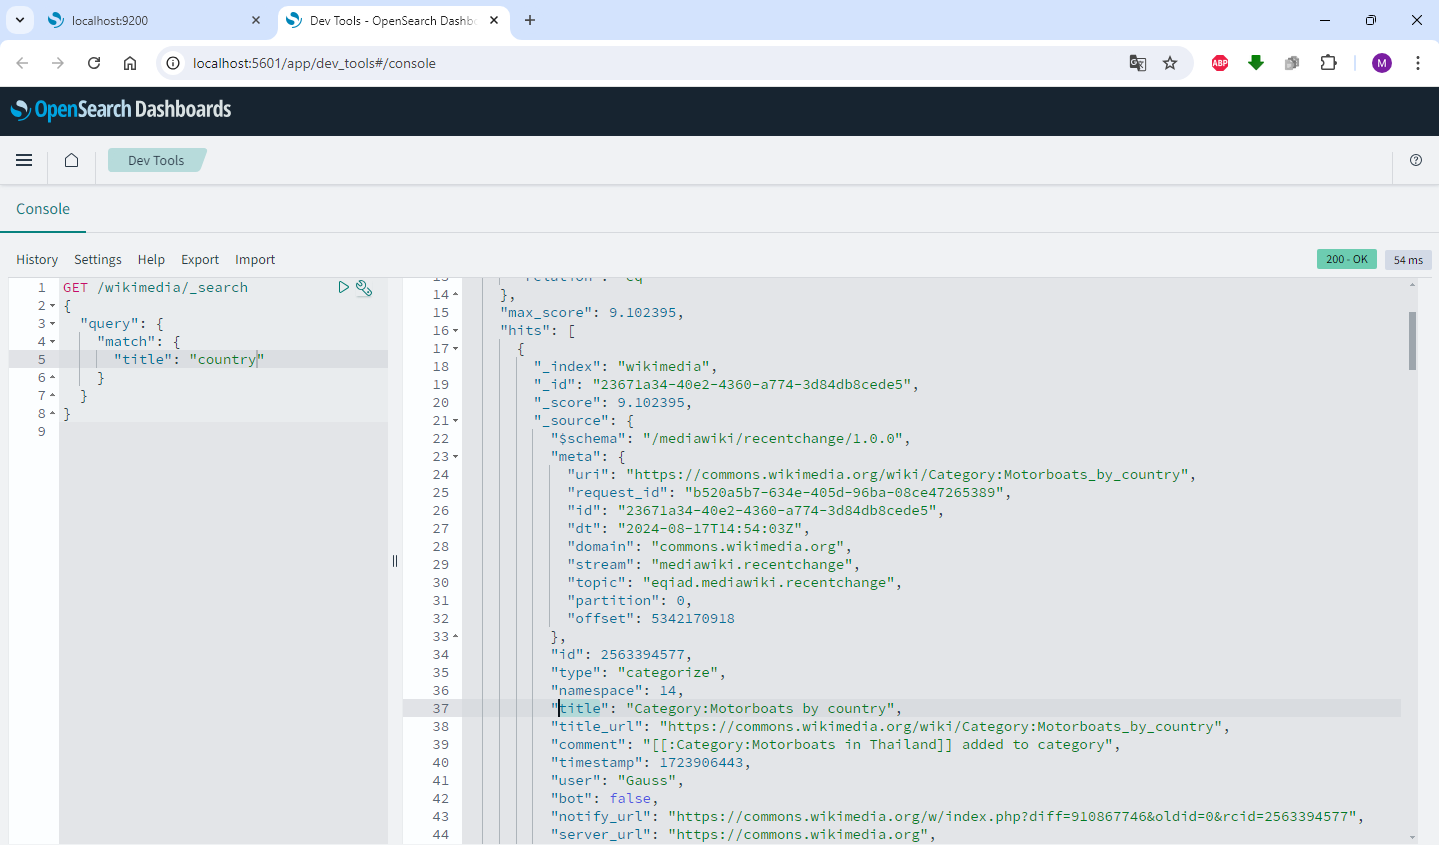 localhost:9200
Dev Tools - OpenSearch Dashb
localhost:5601/app/dev_tools#/console
ABP
M
OpenSearch Dashboards
Dev Tools
Console
History Settings Help Export Import
200 - OK 54 ms
1 GET /wikimedia/_search
2 {
3 "query": {
4 "match": {
5 "title": "country"
6 }
7 }
8 }
9
13 "relation": "eq"
14 },
15 "max_score": 9.102395,
16 "hits": [
17 {
18 "_index": "wikimedia",
19 "_id": "23671a34-40e2-4360-a774-3d84db8cede5",
20 "_score": 9.102395,
21 "_source": {
22 "$schema": "/mediawiki/recentchange/1.0.0",
23 "meta": {
24 "uri": "https://commons.wikimedia.org/wiki/Category:Motorboats_by_country",
25 "request_id": "b520a5b7-634e-405d-96ba-08ce47265389",
26 "id": "23671a34-40e2-4360-a774-3d84db8cede5",
27 "dt": "2024-08-17T14:54:03Z",
28 "domain": "commons.wikimedia.org",
29 "stream": "mediawiki.recentchange",
30 "topic": "eqiad.mediawiki.recentchange",
31 "partition": 0,
32 "offset": 5342170918
33 },
34 "id": 2563394577,
35 "type": "categorize",
36 "namespace": 14,
37 "title": "Category:Motorboats by country",
38 "title_url": "https://commons.wikimedia.org/wiki/Category:Motorboats_by_country",
39 "comment": "[[:Category:Motorboats in Thailand]] added to category",
40 "timestamp": 1723906443,
41 "user": "Gauss",
42 "bot": false,
43 "notify_url": "https://commons.wikimedia.org/w/index.php?diff=910867746&oldid=0&rcid=2563394577",
44 "server_url": "https://commons.wikimedia.org",